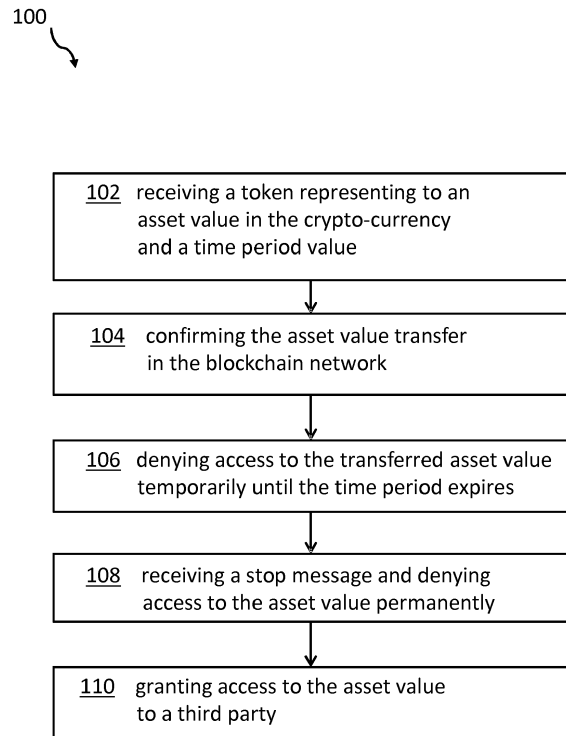 100
102 receiving a token representing to an
asset value in the crypto-currency
and a time period value
104 confirming the asset value transfer
in the blockchain network
106 denying access to the transferred asset value
temporarily until the time period expires
108 receiving a stop message and denying
access to the asset value permanently
110 granting access to the asset value
to a third party